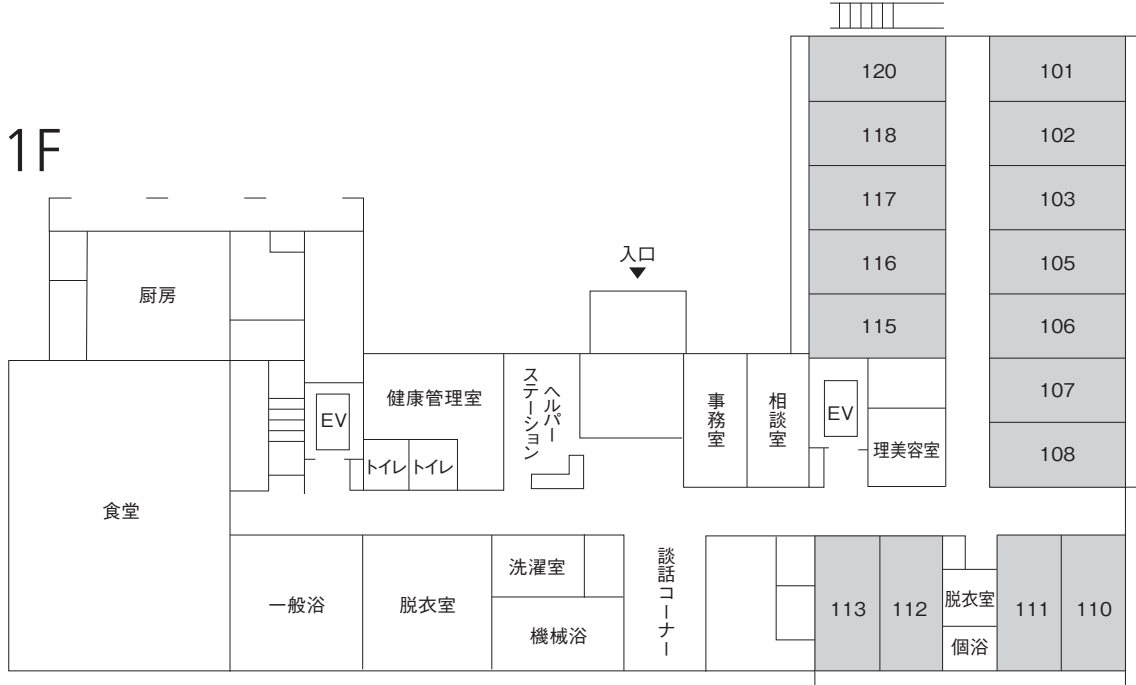 1F
120
101
118
102
117
103
116
105
115
106
107
108
入口
厨房
EV
健康管理室
トイレ
トイレ
ヘルパー
ステーション
事務室
相談室
EV
理美容室
食堂
一般浴
脱衣室
洗濯室
機械浴
談話コーナー
113
112
脱衣室
個浴
111
110